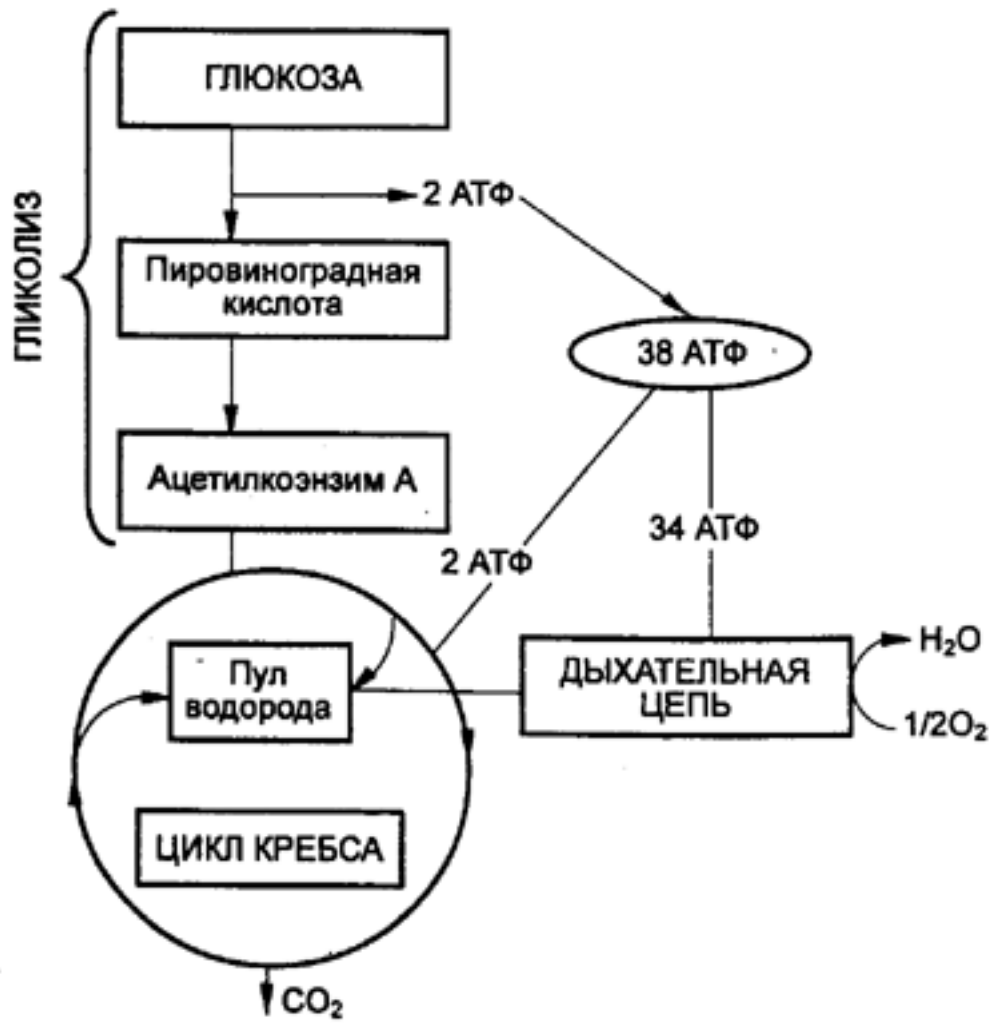 ГЛЮКОЗА
2 АТФ
ГЛИКОЛИЗ
Пировиноградная
кислота
38 АТФ
Ацетилкоэнзим А
34 АТФ
2 АТФ
Пул
водорода
ДЫХАТЕЛЬНАЯ
ЦЕПЬ
H₂O
1/2O₂
ЦИКЛ КРЕБСА
CO₂